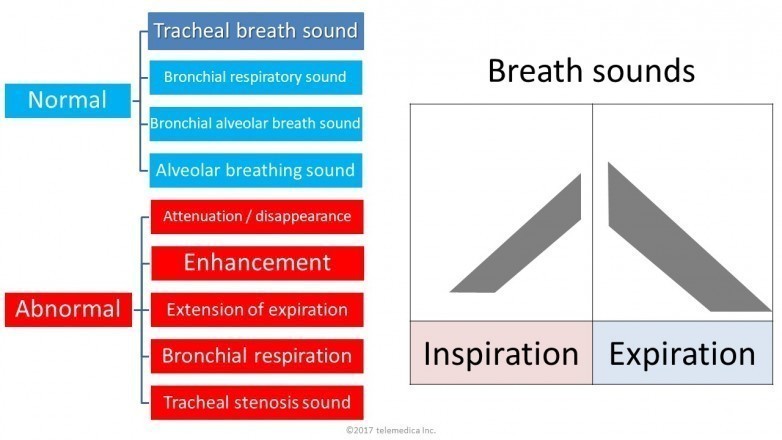 Tracheal breath sound
Bronchial respiratory sound
Normal
Bronchial alveolar breath sound
Alveolar breathing sound
Attenuation / disappearance
Enhancement
Abnormal
Extension of expiration
Bronchial respiration
Tracheal stenosis sound
Breath sounds
Inspiration
Expiration
©2017 telemedica Inc.